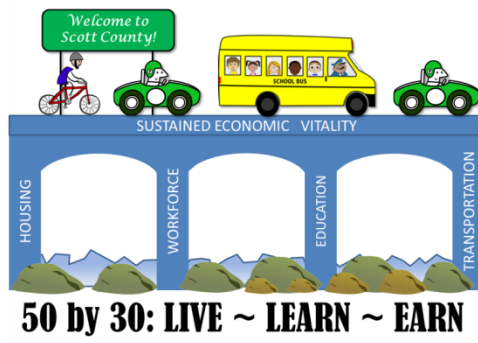 Welcome to
Scott County!
SCHOOL BUS
SUSTAINED ECONOMIC VITALITY
HOUSING
WORKFORCE
EDUCATION
TRANSPORTATION
50 by 30: LIVE ~ LEARN ~ EARN